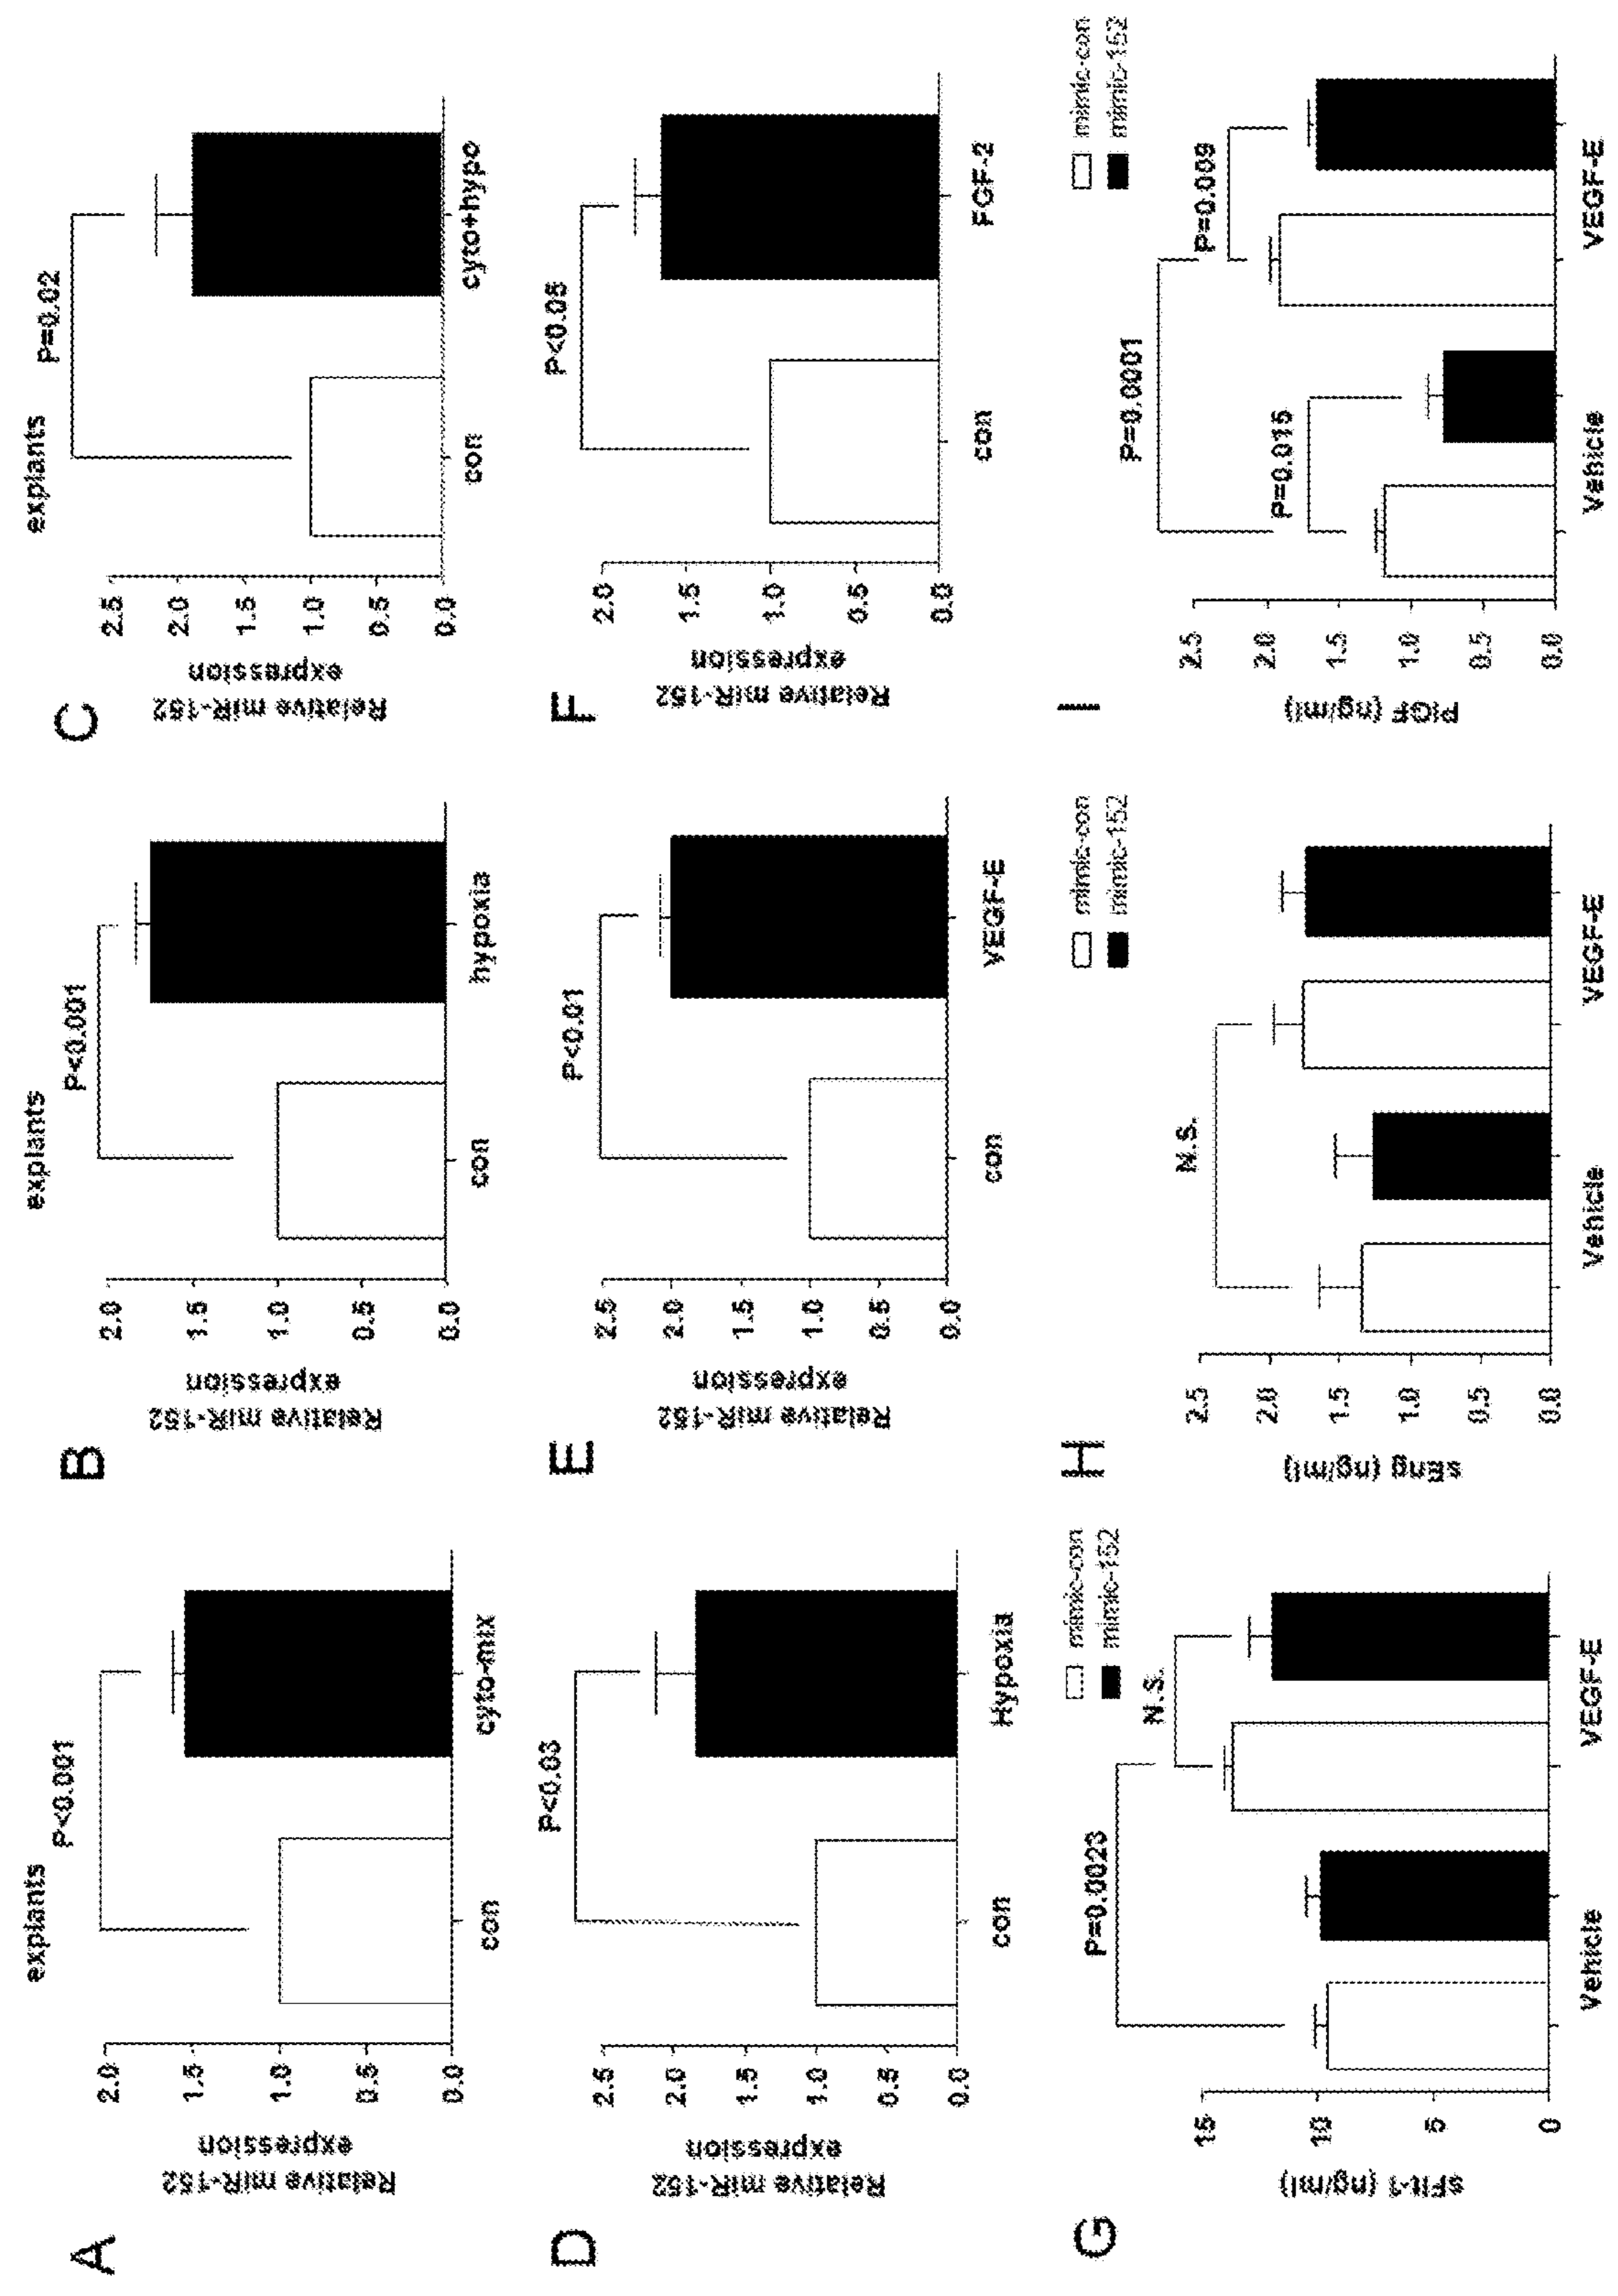 A
explants
P<0.001
Relative miR-152
expression
2.0
1.5
1.0
0.5
0.0
con
cyto-mix
B
explants
P<0.001
Relative miR-152
expression
2.0
1.5
1.0
0.5
0.0
con
hypoxia
C
explants
P=0.02
Relative miR-152
expression
2.5
2.0
1.5
1.0
0.5
0.0
con
cyto+hypo
D
P<0.03
Relative miR-152
expression
2.5
2.0
1.5
1.0
0.5
0.0
con
Hypoxia
E
P<0.01
Relative miR-152
expression
2.5
2.0
1.5
1.0
0.5
0.0
con
VEGF-E
F
P<0.05
Relative miR-152
expression
2.0
1.5
1.0
0.5
0.0
con
FGF-2
G
mimic-con
mimic-152
P=0.0023
N.S.
sFlt-1 (ng/ml)
15
10
5
0
Vehicle
VEGF-E
H
mimic-con
mimic-152
N.S.
sEng (ng/ml)
2.5
2.0
1.5
1.0
0.5
0.0
Vehicle
VEGF-E
I
mimic-con
mimic-152
P=0.0001
P=0.009
P=0.015
PlGF (ng/ml)
2.5
2.0
1.5
1.0
0.5
0.0
Vehicle
VEGF-E